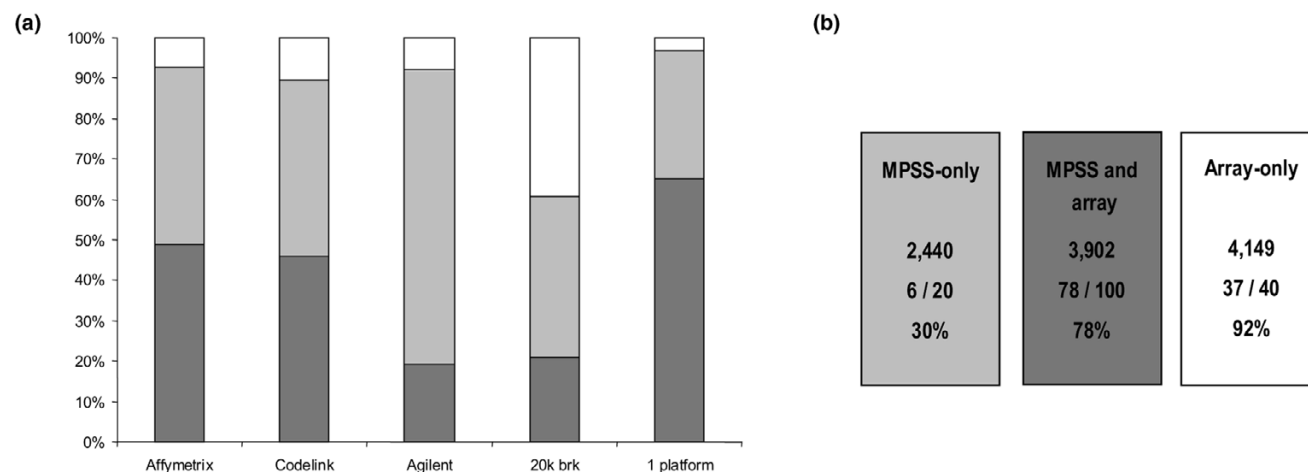 (a)
100%
90%
80%
70%
60%
50%
40%
30%
20%
10%
0%
Affymetrix
Codelink
Agilent
20k brk
1 platform
(b)
MPSS-only
2,440
6 / 20
30%
MPSS and
array
3,902
78 / 100
78%
Array-only
4,149
37 / 40
92%